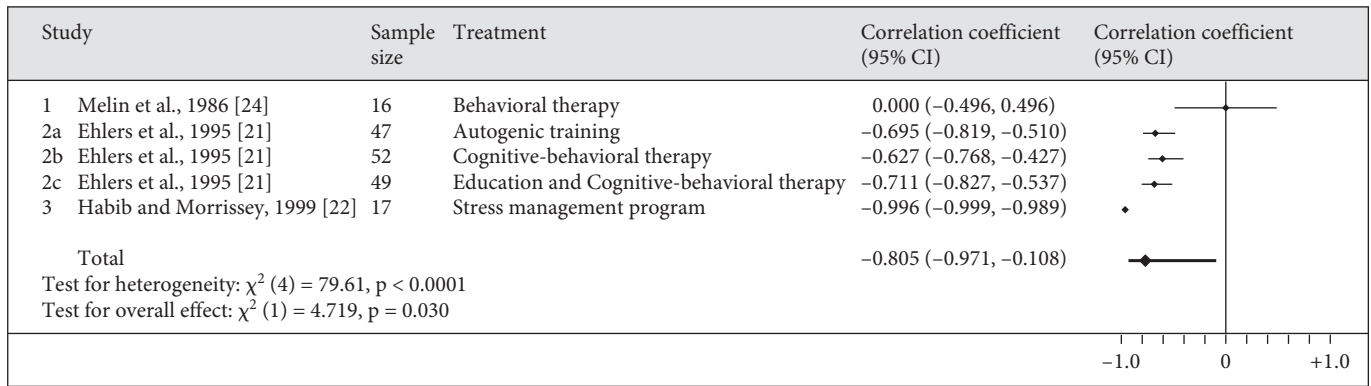 Study Sample size Treatment Correlation coefficient (95% CI) Correlation coefficient (95% CI)
1 Melin et al., 1986 [24] 16 Behavioral therapy 0.000 (–0.496, 0.496)
2a Ehlers et al., 1995 [21] 47 Autogenic training –0.695 (–0.819, –0.510)
2b Ehlers et al., 1995 [21] 52 Cognitive-behavioral therapy –0.627 (–0.768, –0.427)
2c Ehlers et al., 1995 [21] 49 Education and Cognitive-behavioral therapy –0.711 (–0.827, –0.537)
3 Habib and Morrissey, 1999 [22] 17 Stress management program –0.996 (–0.999, –0.989)
Total –0.805 (–0.971, –0.108)
Test for heterogeneity: χ² (4) = 79.61, p < 0.0001
Test for overall effect: χ² (1) = 4.719, p = 0.030
–1.0 0 +1.0